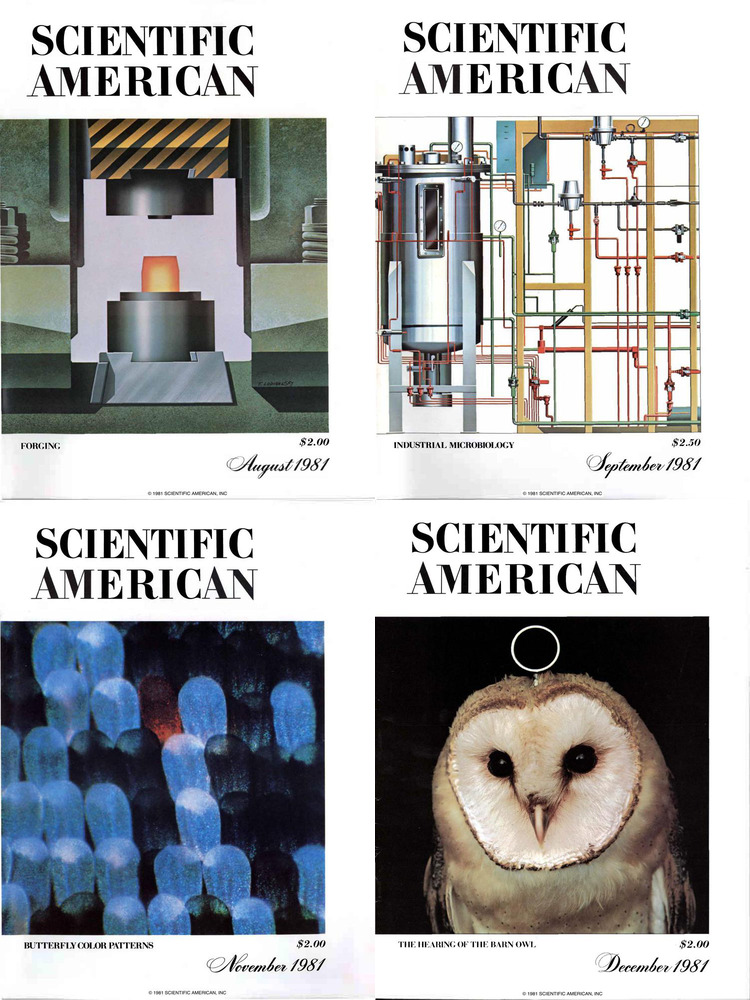 SCIENTIFIC
AMERICAN
FORGING
$2.00
August 1981
© 1981 SCIENTIFIC AMERICAN, INC
SCIENTIFIC
AMERICAN
INDUSTRIAL MICROBIOLOGY
$2.50
September 1981
© 1981 SCIENTIFIC AMERICAN, INC
SCIENTIFIC
AMERICAN
BUTTERFLY COLOR PATTERNS
$2.00
November 1981
© 1981 SCIENTIFIC AMERICAN, INC
SCIENTIFIC
AMERICAN
THE HEARING OF THE BARN OWL
$2.00
December 1981
© 1981 SCIENTIFIC AMERICAN, INC